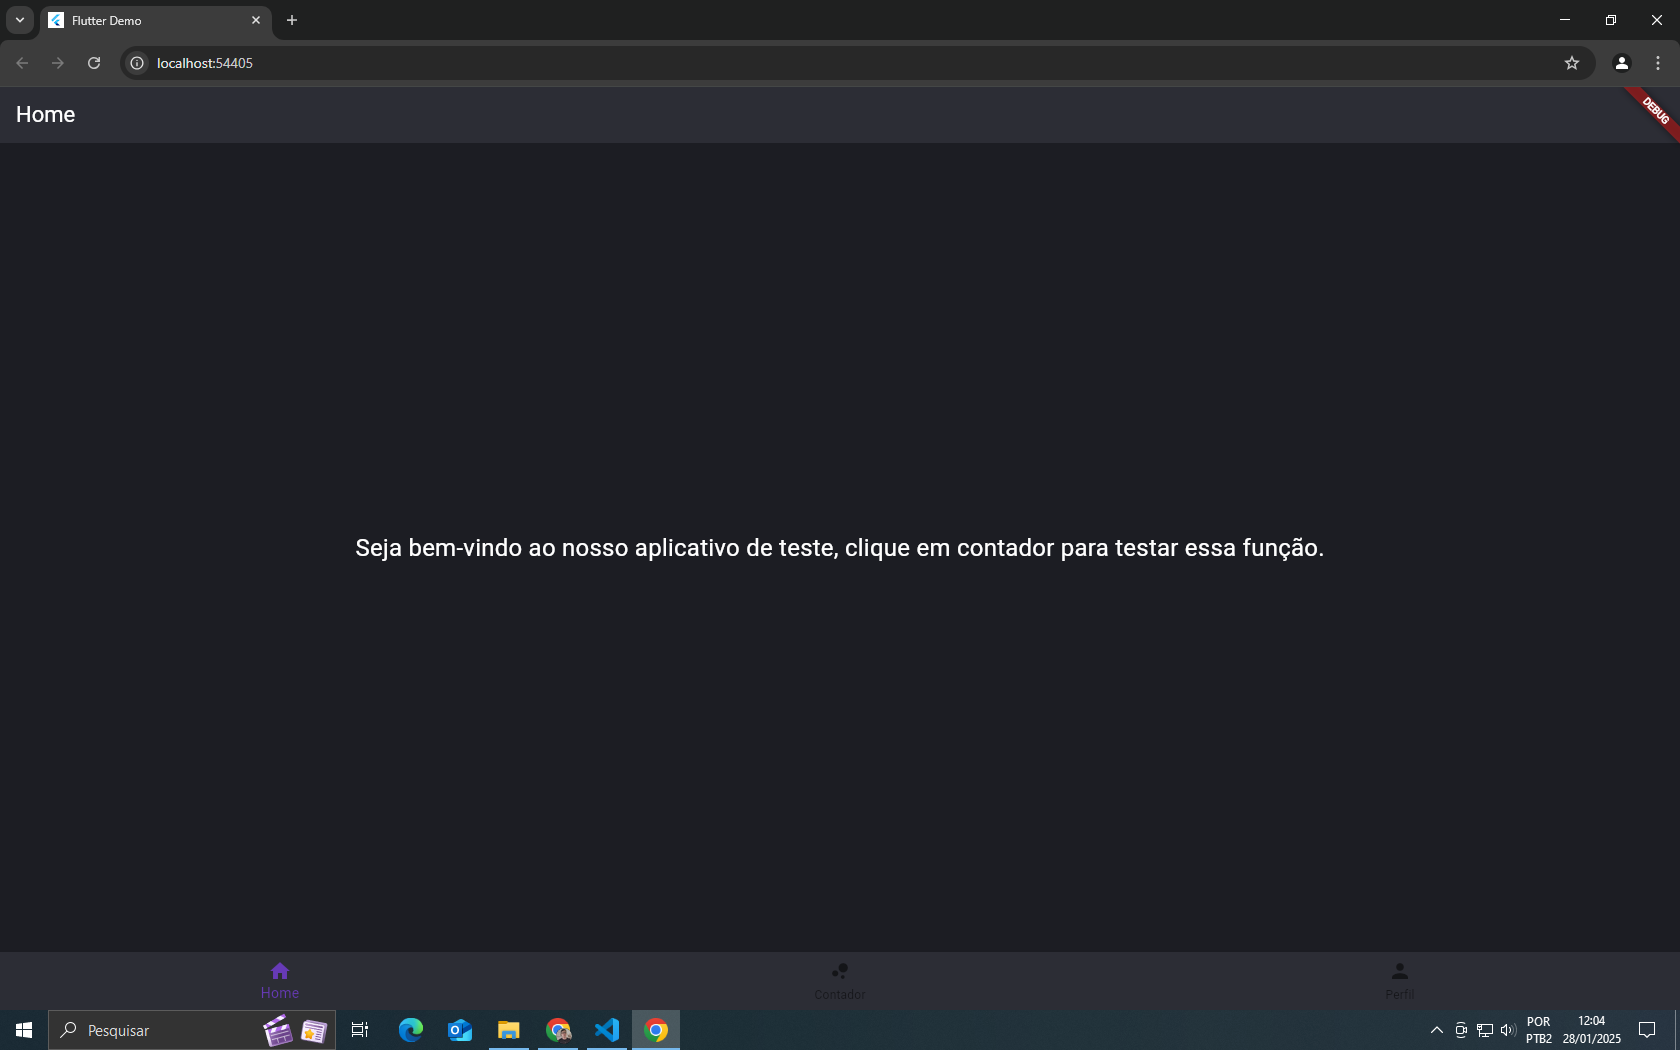 Flutter Demo
localhost:54405
Home
DEBUG
Seja bem-vindo ao nosso aplicativo de teste, clique em contador para testar essa função.
Home
Contador
Perfil
Pesquisar
POR
PTB2
12:04
28/01/2025